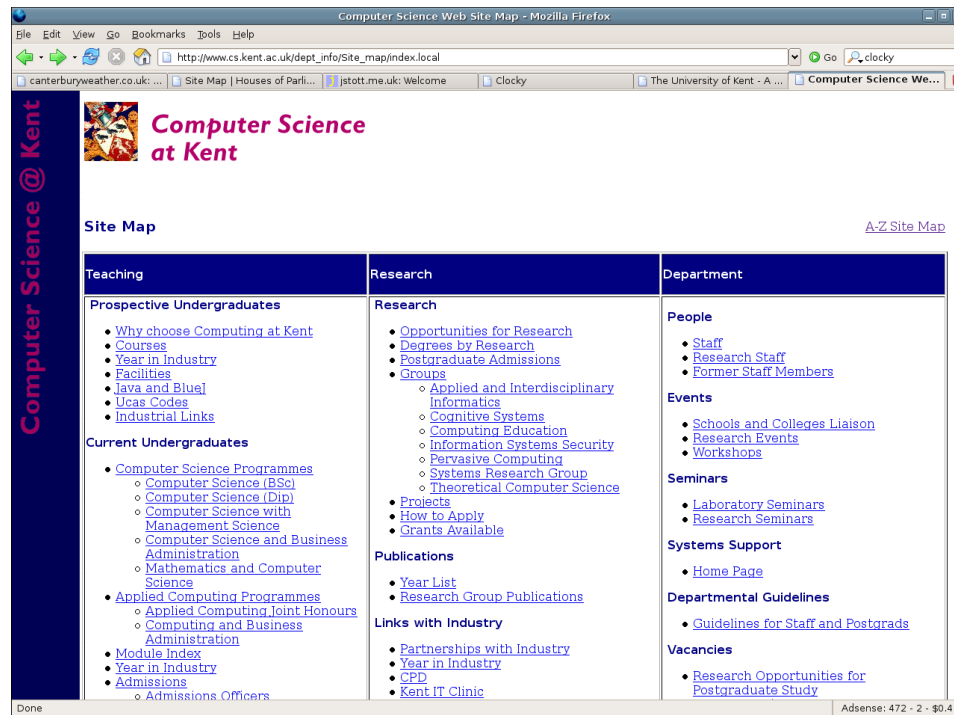 Computer Science Web Site Map - Mozilla Firefox
File Edit View Go Bookmarks Tools Help
http://www.cs.kent.ac.uk/dept_info/Site_map/index.local
Go
clocky
canterburyweather.co.uk: ...
Site Map | Houses of Parli...
jstott.me.uk: Welcome
Clocky
The University of Kent - A ...
Computer Science We...
Computer Science @ Kent
Computer Science
at Kent
Site Map
A-Z Site Map
Teaching
Prospective Undergraduates
Why choose Computing at Kent
Courses
Year in Industry
Facilities
Java and BlueJ
Ucas Codes
Industrial Links
Current Undergraduates
Computer Science Programmes
Computer Science (BSc)
Computer Science (Dip)
Computer Science with
Management Science
Computer Science and Business
Administration
Mathematics and Computer
Science
Applied Computing Programmes
Applied Computing Joint Honours
Computing and Business
Administration
Module Index
Year in Industry
Admissions
Admissions Officers
Research
Research
Opportunities for Research
Degrees by Research
Postgraduate Admissions
Groups
Applied and Interdisciplinary
Informatics
Cognitive Systems
Computing Education
Information Systems Security
Pervasive Computing
Systems Research Group
Theoretical Computer Science
Projects
How to Apply
Grants Available
Publications
Year List
Research Group Publications
Links with Industry
Partnerships with Industry
Year in Industry
CPD
Kent IT Clinic
Department
People
Staff
Research Staff
Former Staff Members
Events
Schools and Colleges Liaison
Research Events
Workshops
Seminars
Laboratory Seminars
Research Seminars
Systems Support
Home Page
Departmental Guidelines
Guidelines for Staff and Postgrads
Vacancies
Research Opportunities for
Postgraduate Study
Done
Adsense: 472 - 2 - $0.4